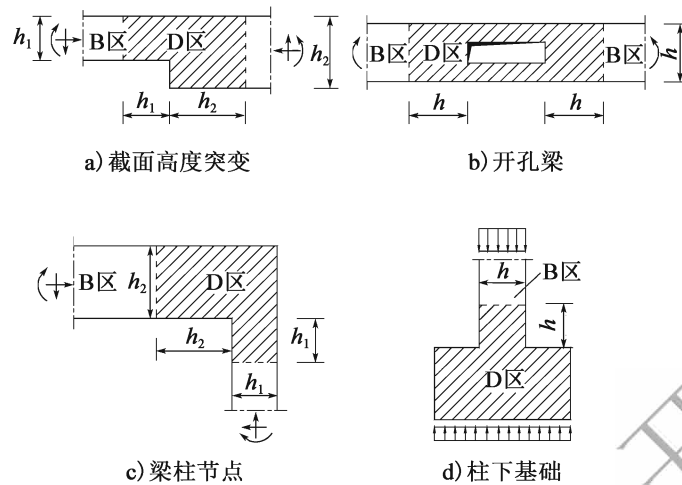 h₁ B区 D区 h₂
h₁ h₂
a)截面高度突变
B区 D区 B区 h
h h
b)开孔梁
B区 h₂ D区
h₂ h₁
h₁
c)梁柱节点
h B区
h
D区
d)柱下基础